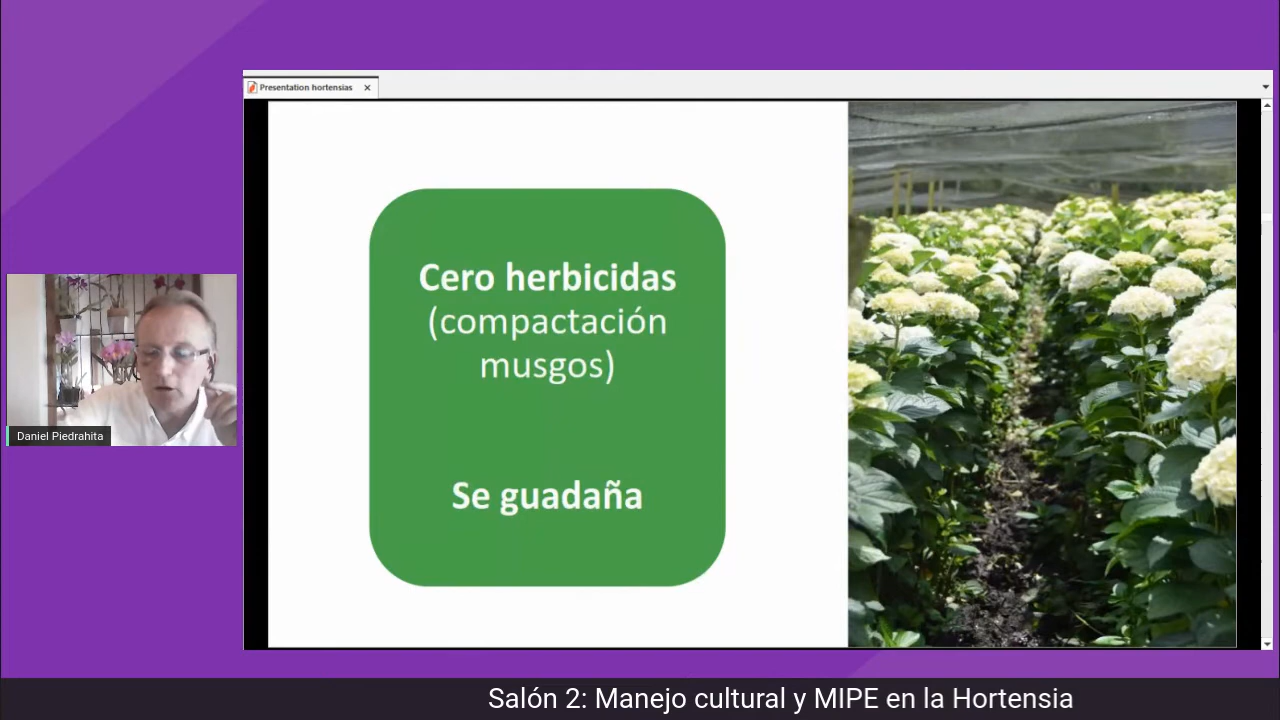 Presentation hortensias
Cero herbicidas
(compactación
musgos)
Se guadaña
Daniel Piedrahita
Salón 2: Manejo cultural y MIPE en la Hortensia